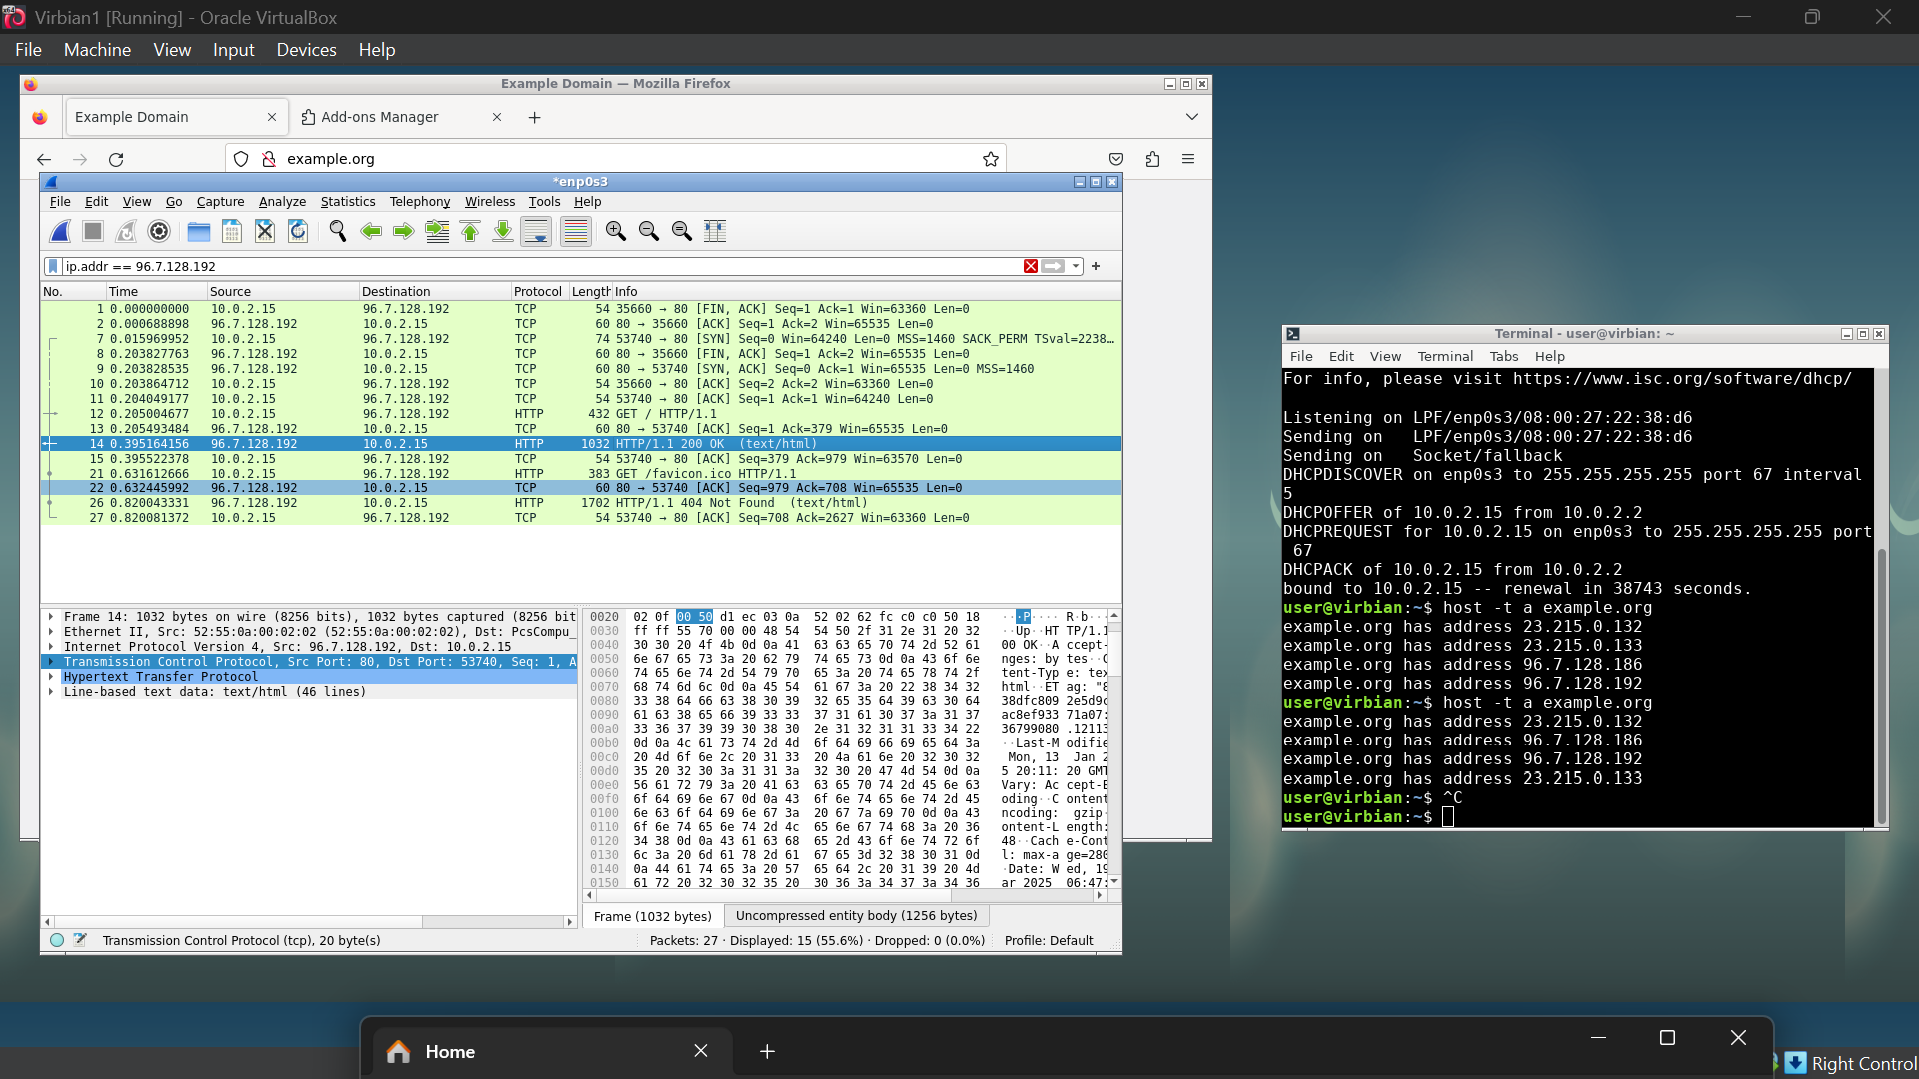 Virbian1 [Running] - Oracle VirtualBox
File Machine View Input Devices Help
Example Domain — Mozilla Firefox
Example Domain
Add-ons Manager
example.org
*enp0s3
File Edit View Go Capture Analyze Statistics Telephony Wireless Tools Help
ip.addr == 96.7.128.192
No. Time Source Destination Protocol Length Info
1 0.000000000 10.0.2.15 96.7.128.192 TCP 54 35660 → 80 [FIN, ACK] Seq=1 Ack=1 Win=63360 Len=0
2 0.000688898 96.7.128.192 10.0.2.15 TCP 60 80 → 35660 [ACK] Seq=1 Ack=2 Win=65535 Len=0
7 0.015969952 10.0.2.15 96.7.128.192 TCP 74 53740 → 80 [SYN] Seq=0 Win=64240 Len=0 MSS=1460 SACK_PERM TSval=2238…
8 0.203827763 96.7.128.192 10.0.2.15 TCP 60 80 → 35660 [FIN, ACK] Seq=1 Ack=2 Win=65535 Len=0
9 0.203828535 96.7.128.192 10.0.2.15 TCP 60 80 → 53740 [SYN, ACK] Seq=0 Ack=1 Win=65535 Len=0 MSS=1460
10 0.203864712 10.0.2.15 96.7.128.192 TCP 54 35660 → 80 [ACK] Seq=2 Ack=2 Win=63360 Len=0
11 0.204049177 10.0.2.15 96.7.128.192 TCP 54 53740 → 80 [ACK] Seq=1 Ack=1 Win=64240 Len=0
12 0.205004677 10.0.2.15 96.7.128.192 HTTP 432 GET / HTTP/1.1
13 0.205493484 96.7.128.192 10.0.2.15 TCP 60 80 → 53740 [ACK] Seq=1 Ack=379 Win=65535 Len=0
14 0.395164156 96.7.128.192 10.0.2.15 HTTP 1032 HTTP/1.1 200 OK (text/html)
15 0.395522378 10.0.2.15 96.7.128.192 TCP 54 53740 → 80 [ACK] Seq=379 Ack=979 Win=63570 Len=0
21 0.631612666 10.0.2.15 96.7.128.192 HTTP 383 GET /favicon.ico HTTP/1.1
22 0.632445992 96.7.128.192 10.0.2.15 TCP 60 80 → 53740 [ACK] Seq=979 Ack=708 Win=65535 Len=0
26 0.820043331 96.7.128.192 10.0.2.15 HTTP 1702 HTTP/1.1 404 Not Found (text/html)
27 0.820081372 10.0.2.15 96.7.128.192 TCP 54 53740 → 80 [ACK] Seq=708 Ack=2627 Win=63360 Len=0
Frame 14: 1032 bytes on wire (8256 bits), 1032 bytes captured (8256 bit
Ethernet II, Src: 52:55:0a:00:02:02 (52:55:0a:00:02:02), Dst: PcsCompu_
Internet Protocol Version 4, Src: 96.7.128.192, Dst: 10.0.2.15
Transmission Control Protocol, Src Port: 80, Dst Port: 53740, Seq: 1, A
Hypertext Transfer Protocol
Line-based text data: text/html (46 lines)
0020 02 0f 00 50 d1 ec 03 0a 52 02 62 fc c0 c0 50 18 ···P···· R·b···
0030 ff ff 55 70 00 00 48 54 54 50 2f 31 2e 31 20 32 ··Up··HT TP/1.1
0040 30 30 20 4f 4b 0d 0a 41 63 63 65 70 74 2d 52 61 00 OK··A ccept-
0050 6e 67 65 73 3a 20 62 79 74 65 73 0d 0a 43 6f 6e nges: by tes··C
0060 74 65 6e 74 2d 54 79 70 65 3a 20 74 65 78 74 2f tent-Typ e: tex
0070 68 74 6d 6c 0d 0a 45 54 61 67 3a 20 22 38 34 32 html··ET ag: "8
0080 33 38 64 66 63 38 30 39 32 65 35 64 39 63 30 64 38dfc809 2e5d9c
0090 61 63 38 65 66 39 33 33 37 31 61 30 37 3a 31 37 ac8ef933 71a07:
00a0 33 36 37 39 39 30 38 30 2e 31 32 31 31 33 34 22 36799080 .12113
00b0 0d 0a 4c 61 73 74 2d 4d 6f 64 69 66 69 65 64 3a ··Last-M odifie
00c0 20 4d 6f 6e 2c 20 31 33 20 4a 61 6e 20 32 30 32 Mon, 13 Jan 2
00d0 35 20 32 30 3a 31 31 3a 32 30 20 47 4d 54 0d 0a 5 20:11: 20 GMT
00e0 56 61 72 79 3a 20 41 63 63 65 70 74 2d 45 6e 63 Vary: Ac cept-E
00f0 6f 64 69 6e 67 0d 0a 43 6f 6e 74 65 6e 74 2d 45 oding··C ontent
0100 6e 63 6f 64 69 6e 67 3a 20 67 7a 69 70 0d 0a 43 ncoding: gzip·
0110 6f 6e 74 65 6e 74 2d 4c 65 6e 67 74 68 3a 20 36 ontent-L ength:
0120 34 38 0d 0a 43 61 63 68 65 2d 43 6f 6e 74 72 6f 48··Cach e-Cont
0130 6c 3a 20 6d 61 78 2d 61 67 65 3d 32 38 30 31 0d l: max-a ge=280
0140 0a 44 61 74 65 3a 20 57 65 64 2c 20 31 39 20 4d ·Date: W ed, 19
0150 61 72 20 32 30 32 35 20 30 36 3a 34 37 3a 34 36 ar 2025 06:47:
Frame (1032 bytes)
Uncompressed entity body (1256 bytes)
Transmission Control Protocol (tcp), 20 byte(s)
Packets: 27 · Displayed: 15 (55.6%) · Dropped: 0 (0.0%)
Profile: Default
Terminal - user@virbian: ~
File Edit View Terminal Tabs Help
For info, please visit https://www.isc.org/software/dhcp/
Listening on LPF/enp0s3/08:00:27:22:38:d6
Sending on LPF/enp0s3/08:00:27:22:38:d6
Sending on Socket/fallback
DHCPDISCOVER on enp0s3 to 255.255.255.255 port 67 interval
5
DHCPOFFER of 10.0.2.15 from 10.0.2.2
DHCPREQUEST for 10.0.2.15 on enp0s3 to 255.255.255.255 port
67
DHCPACK of 10.0.2.15 from 10.0.2.2
bound to 10.0.2.15 -- renewal in 38743 seconds.
user@virbian:~$ host -t a example.org
example.org has address 23.215.0.132
example.org has address 23.215.0.133
example.org has address 96.7.128.186
example.org has address 96.7.128.192
user@virbian:~$ host -t a example.org
example.org has address 23.215.0.132
example.org has address 96.7.128.186
example.org has address 96.7.128.192
example.org has address 23.215.0.133
user@virbian:~$ ^C
user@virbian:~$
Home
Right Control